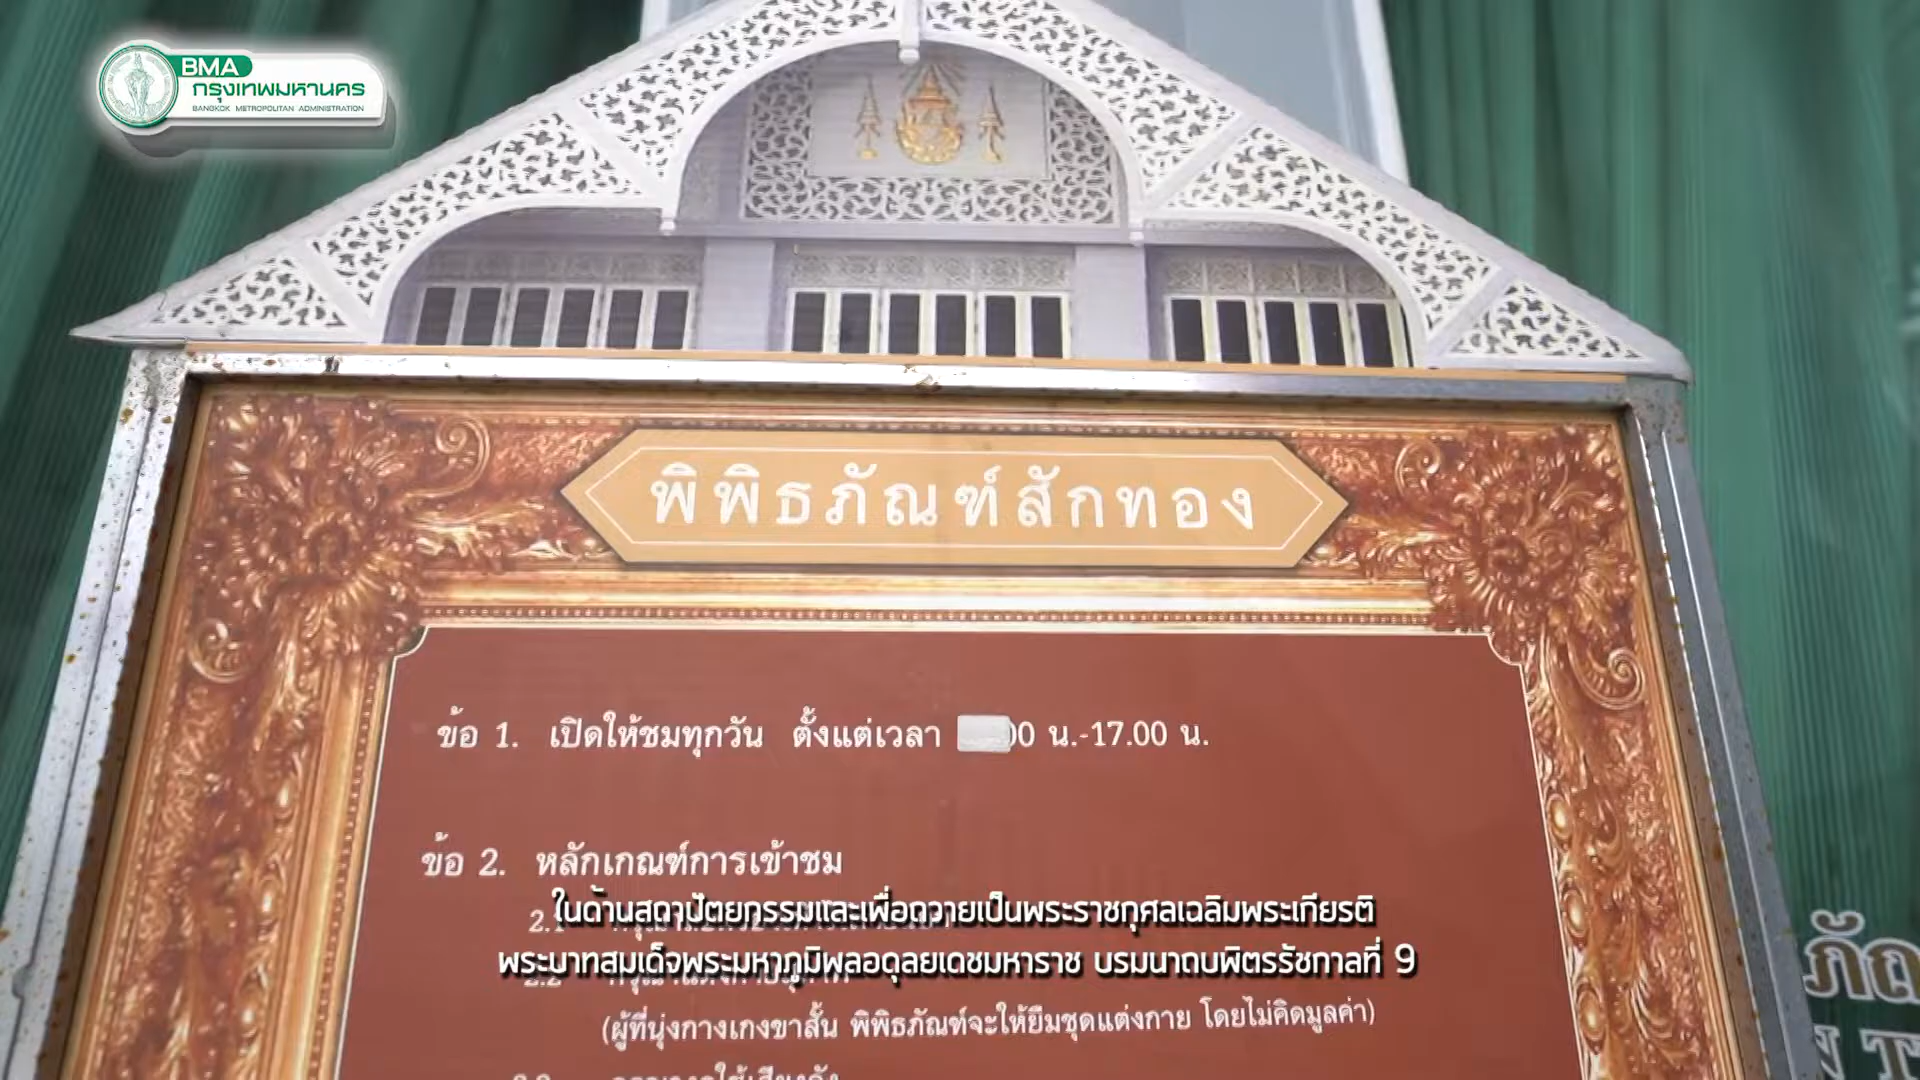 BMA
กรุงเทพมหานคร
BANGKOK METROPOLITAN ADMINISTRATION
พิพิธภัณฑ์สักทอง
ข้อ 1. เปิดให้ชมทุกวัน ตั้งแต่เวลา 00 น.-17.00 น.
ข้อ 2. หลักเกณฑ์การเข้าชม
ในด้านสถาปัตยกรรมและเพื่อถวายเป็นพระราชกุศลเฉลิมพระเกียรติ
2.1
พระบาทสมเด็จพระมหาภูมิพลอดุลยเดชมหาราช บรมนาถบพิตรรัชกาลที่ 9
2.2
(ผู้ที่นุ่งกางเกงขาสั้น พิพิธภัณฑ์จะให้ยืมชุดแต่งกาย โดยไม่คิดมูลค่า)